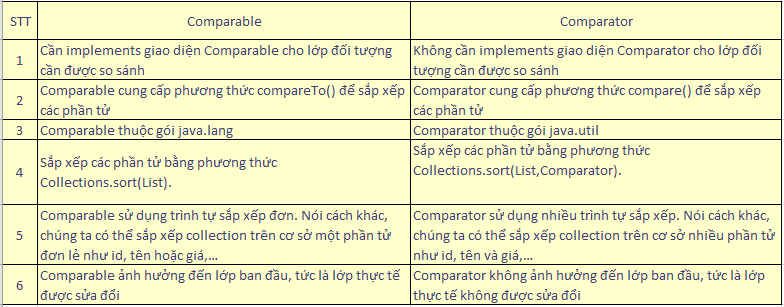 STT Comparable Comparator
1 Cần implements giao diện Comparable cho lớp đối tượng
cần được so sánh
Không cần implements giao diện Comparator cho lớp đối
tượng cần được so sánh
2 Comparable cung cấp phương thức compareTo() để sắp xếp
các phần tử
Comparator cung cấp phương thức compare() để sắp xếp
các phần tử
3 Comparable thuộc gói java.lang Comparator thuộc gói java.util
4 Sắp xếp các phần tử bằng phương thức
Collections.sort(List).
Sắp xếp các phần tử bằng phương thức
Collections.sort(List,Comparator).
5 Comparable sử dụng trình tự sắp xếp đơn. Nói cách khác,
chúng ta có thể sắp xếp collection trên cơ sở một phần tử
đơn lẻ như id, tên hoặc giá,...
Comparator sử dụng nhiều trình tự sắp xếp. Nói cách khác,
chúng ta có thể sắp xếp collection trên cơ sở nhiều phần tử
như id, tên và giá,...
6 Comparable ảnh hưởng đến lớp ban đầu, tức là lớp thực tế
được sửa đổi
Comparator không ảnh hưởng đến lớp ban đầu, tức là lớp
thực tế không được sửa đổi